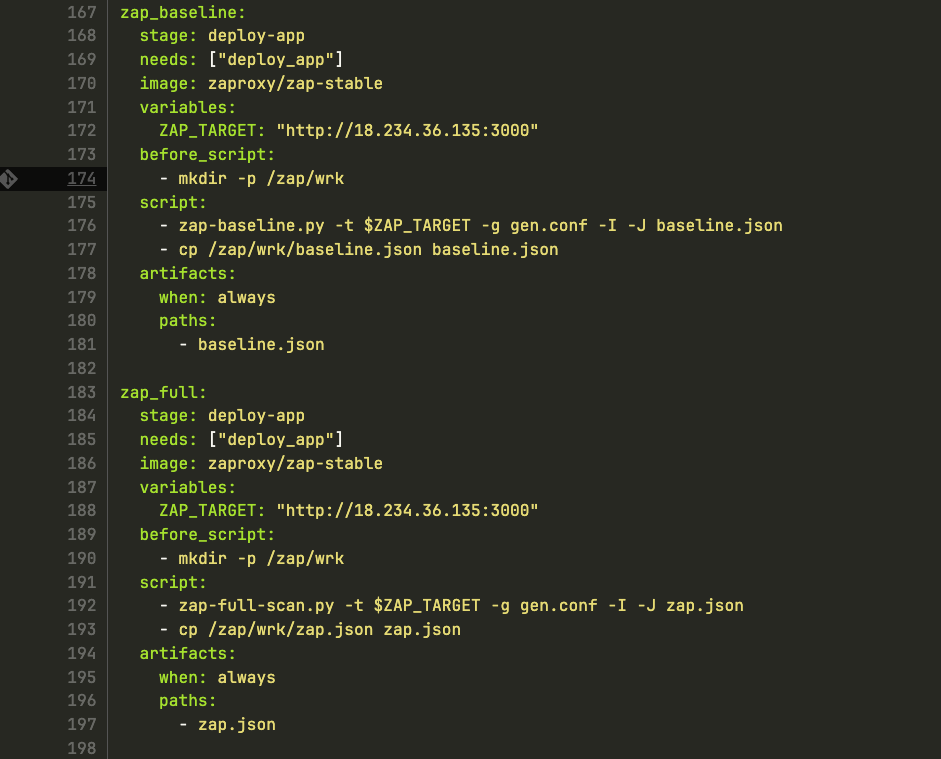 167 zap_baseline:
168   stage: deploy-app
169   needs: ["deploy_app"]
170   image: zaproxy/zap-stable
171   variables:
172     ZAP_TARGET: "http://18.234.36.135:3000"
173   before_script:
174     - mkdir -p /zap/wrk
175   script:
176     - zap-baseline.py -t $ZAP_TARGET -g gen.conf -I -J baseline.json
177     - cp /zap/wrk/baseline.json baseline.json
178   artifacts:
179     when: always
180     paths:
181       - baseline.json
182
183 zap_full:
184   stage: deploy-app
185   needs: ["deploy_app"]
186   image: zaproxy/zap-stable
187   variables:
188     ZAP_TARGET: "http://18.234.36.135:3000"
189   before_script:
190     - mkdir -p /zap/wrk
191   script:
192     - zap-full-scan.py -t $ZAP_TARGET -g gen.conf -I -J zap.json
193     - cp /zap/wrk/zap.json zap.json
194   artifacts:
195     when: always
196     paths:
197       - zap.json
198